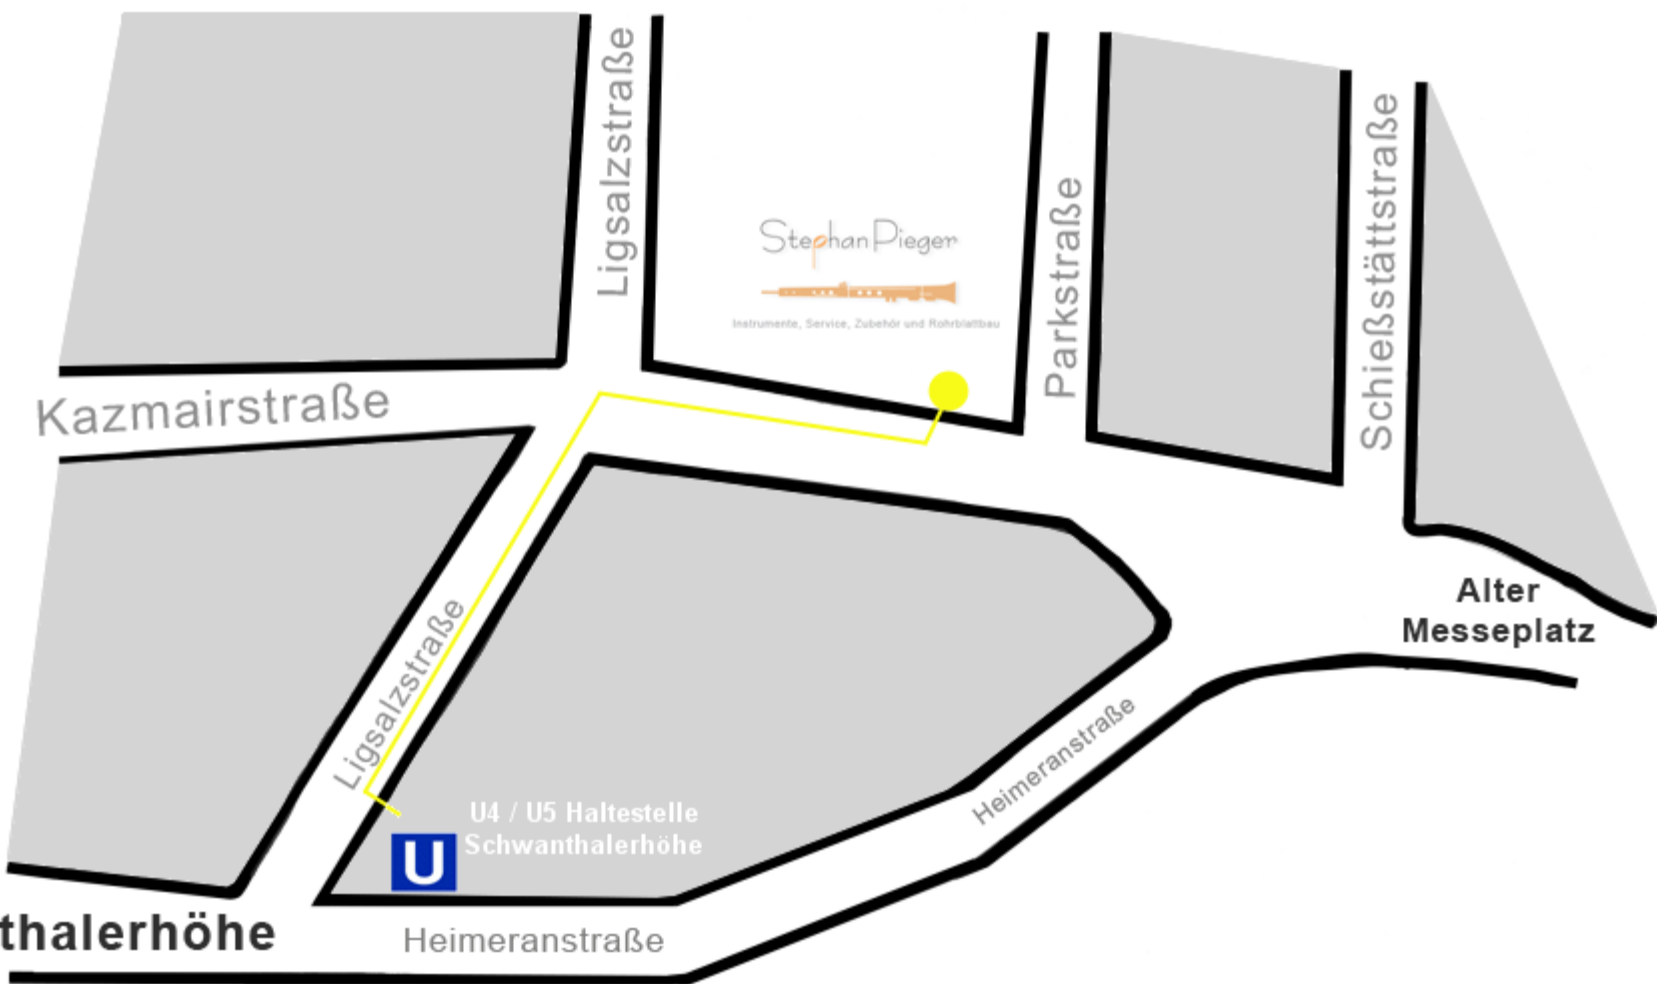 Ligsalzstraße
Stephan Pieger
Instrumente, Service, Zubehör und Rohrblattbau
Parkstraße
Schießstättstraße
Kazmairstraße
Alter
Messeplatz
Ligsalzstraße
Heimeranstraße
U4 / U5 Haltestelle
Schwanthalerhöhe
U
thalerhöhe
Heimeranstraße